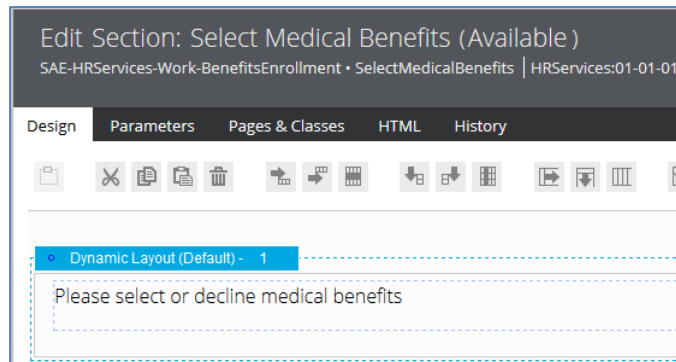 Edit Section: Select Medical Benefits (Available)
SAE-HRServices-Work-BenefitsEnrollment • SelectMedicalBenefits | HRServices:01-01-01
Design Parameters Pages & Classes HTML History
Dynamic Layout (Default) - 1
Please select or decline medical benefits